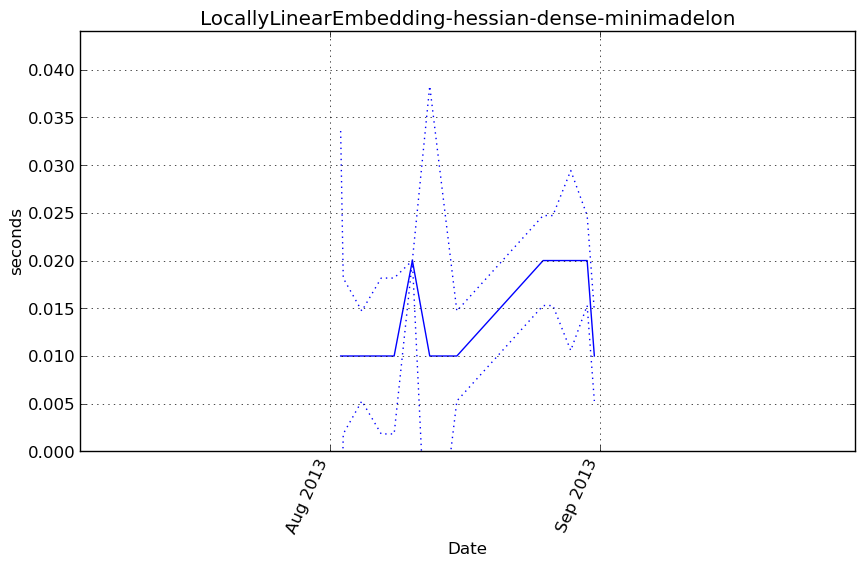 LocallyLinearEmbedding-hessian-dense-minimadelon
0.040
0.035
0.030
0.025
0.020
0.015
0.010
0.005
0.000
seconds
Aug 2013
Sep 2013
Date